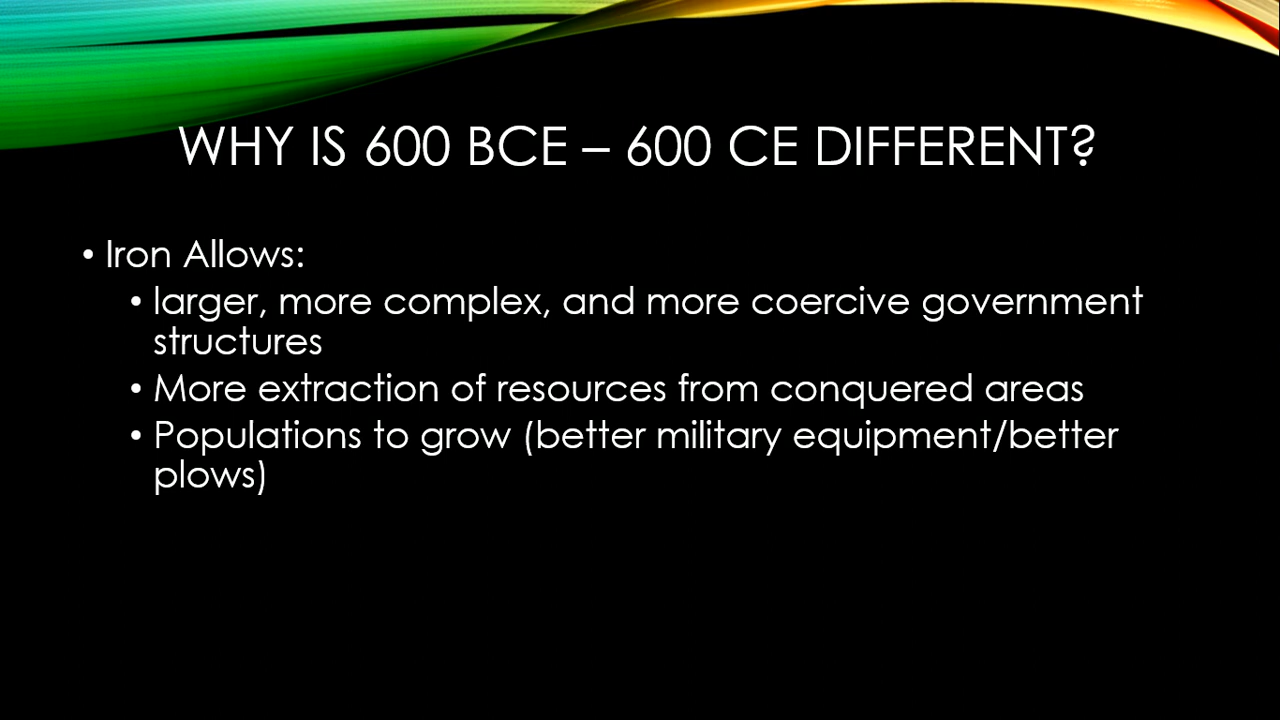 WHY IS 600 BCE – 600 CE DIFFERENT?
• Iron Allows:
• larger, more complex, and more coercive government
structures
• More extraction of resources from conquered areas
• Populations to grow (better military equipment/better
plows)